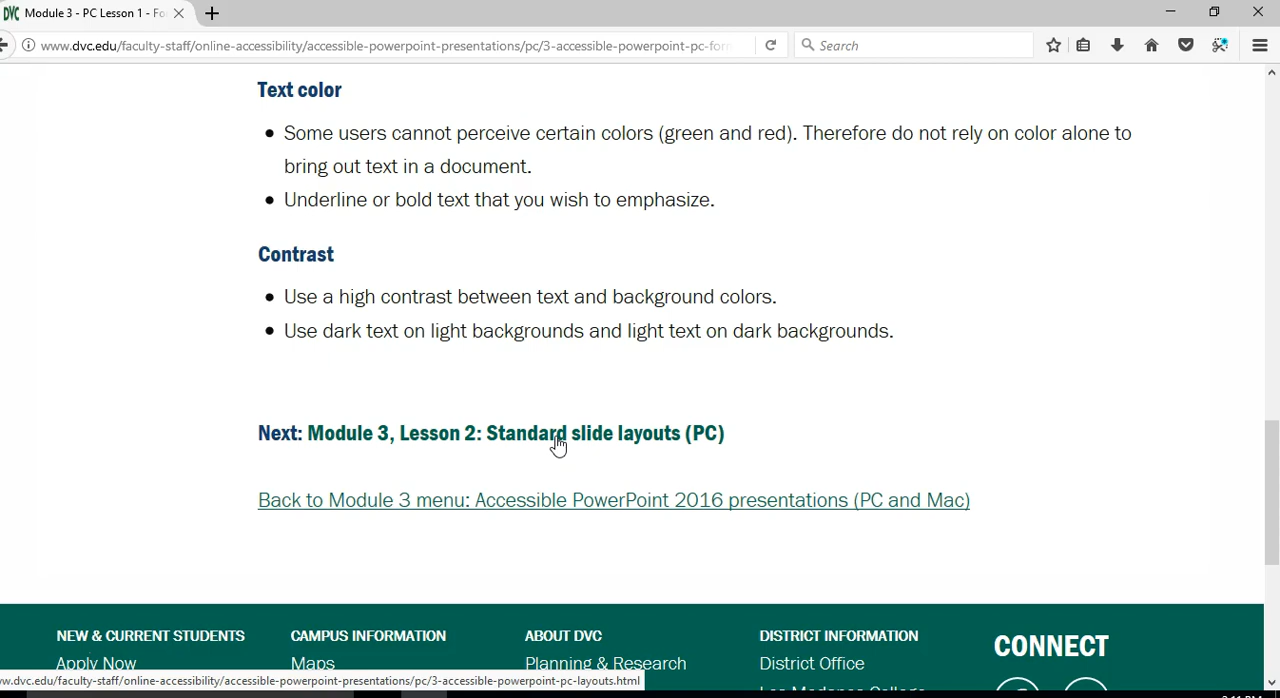 DVC Module 3 - PC Lesson 1 - Fo
www.dvc.edu/faculty-staff/online-accessibility/accessible-powerpoint-presentations/pc/3-accessible-powerpoint-pc-for
Search
Text color
• Some users cannot perceive certain colors (green and red). Therefore do not rely on color alone to
bring out text in a document.
• Underline or bold text that you wish to emphasize.
Contrast
• Use a high contrast between text and background colors.
• Use dark text on light backgrounds and light text on dark backgrounds.
Next: Module 3, Lesson 2: Standard slide layouts (PC)
Back to Module 3 menu: Accessible PowerPoint 2016 presentations (PC and Mac)
NEW & CURRENT STUDENTS
Apply Now
CAMPUS INFORMATION
Maps
ABOUT DVC
Planning & Research
DISTRICT INFORMATION
District Office
Los Medanos College
CONNECT
ww.dvc.edu/faculty-staff/online-accessibility/accessible-powerpoint-presentations/pc/3-accessible-powerpoint-pc-layouts.html